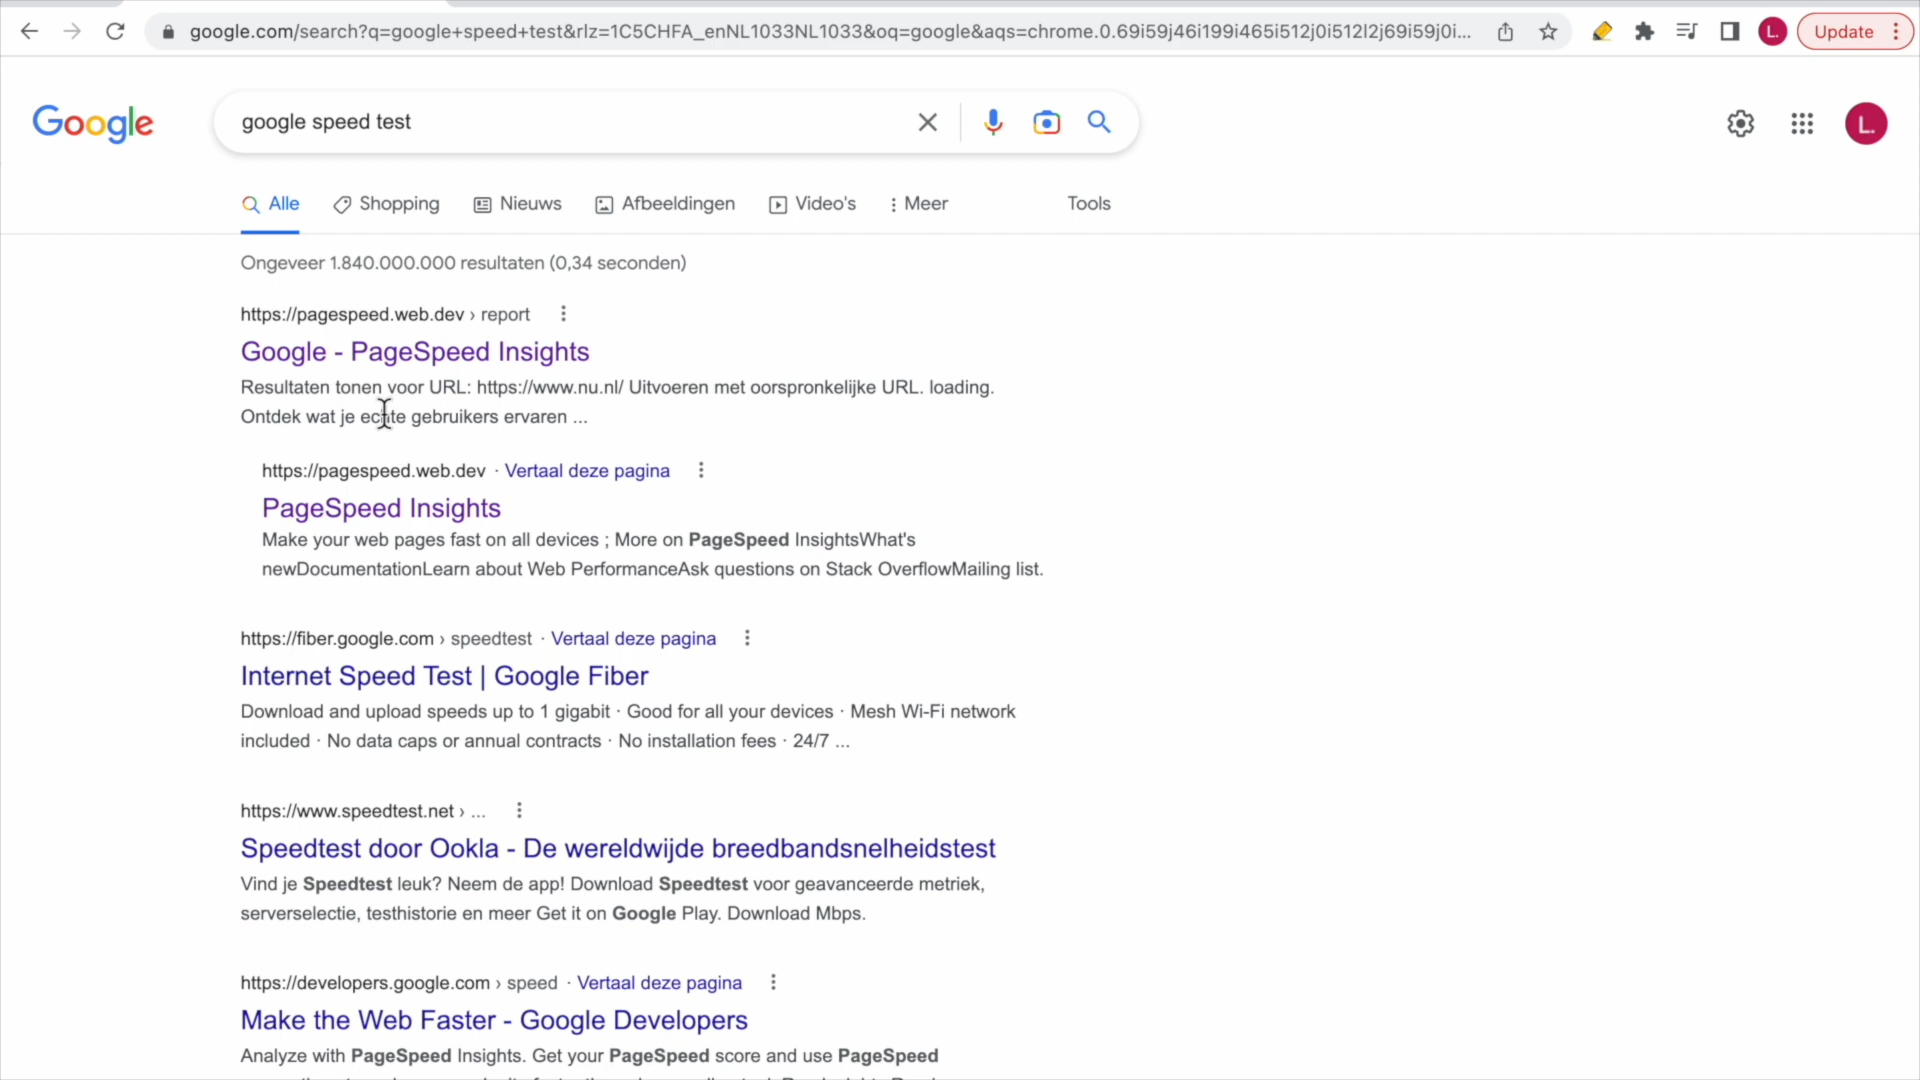 google.com/search?q=google+speed+test&rlz=1C5CHFA_enNL1033NL1033&oq=google&aqs=chrome.0.69i59j46i199i465i512j0i512l2j69i59j0i...
L.
Update
Google
google speed test
L.
Alle
Shopping
Nieuws
Afbeeldingen
Video's
Meer
Tools
Ongeveer 1.840.000.000 resultaten (0,34 seconden)
https://pagespeed.web.dev › report
Google - PageSpeed Insights
Resultaten tonen voor URL: https://www.nu.nl/ Uitvoeren met oorspronkelijke URL. loading.
Ontdek wat je echte gebruikers ervaren ...
https://pagespeed.web.dev · Vertaal deze pagina
PageSpeed Insights
Make your web pages fast on all devices ; More on PageSpeed InsightsWhat's
newDocumentationLearn about Web PerformanceAsk questions on Stack OverflowMailing list.
https://fiber.google.com › speedtest · Vertaal deze pagina
Internet Speed Test | Google Fiber
Download and upload speeds up to 1 gigabit · Good for all your devices · Mesh Wi-Fi network
included · No data caps or annual contracts · No installation fees · 24/7 ...
https://www.speedtest.net › ...
Speedtest door Ookla - De wereldwijde breedbandsnelheidstest
Vind je Speedtest leuk? Neem de app! Download Speedtest voor geavanceerde metriek,
serverselectie, testhistorie en meer Get it on Google Play. Download Mbps.
https://developers.google.com › speed · Vertaal deze pagina
Make the Web Faster - Google Developers
Analyze with PageSpeed Insights. Get your PageSpeed score and use PageSpeed